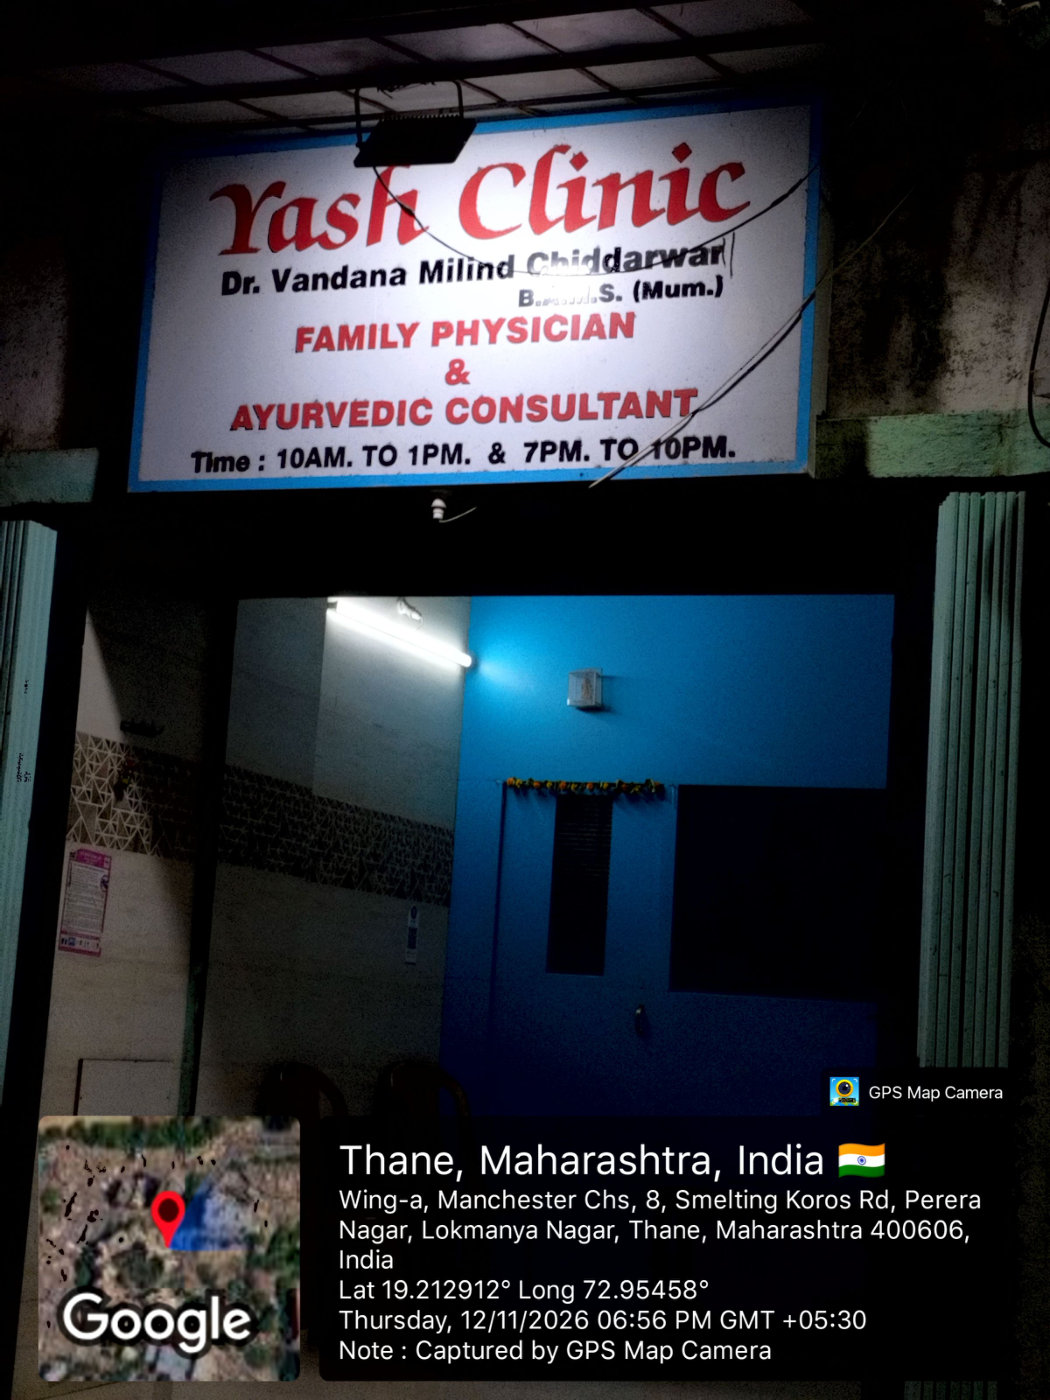 Yash Clinic
Dr. Vandana Milind Chiddarwar
B.A.M.S. (Mum.)
FAMILY PHYSICIAN
&
AYURVEDIC CONSULTANT
Time : 10AM. TO 1PM. & 7PM. TO 10PM.
GPS Map Camera
Google
Thane, Maharashtra, India
Wing-a, Manchester Chs, 8, Smelting Koros Rd, Perera
Nagar, Lokmanya Nagar, Thane, Maharashtra 400606,
India
Lat 19.212912° Long 72.95458°
Thursday, 12/11/2026 06:56 PM GMT +05:30
Note : Captured by GPS Map Camera